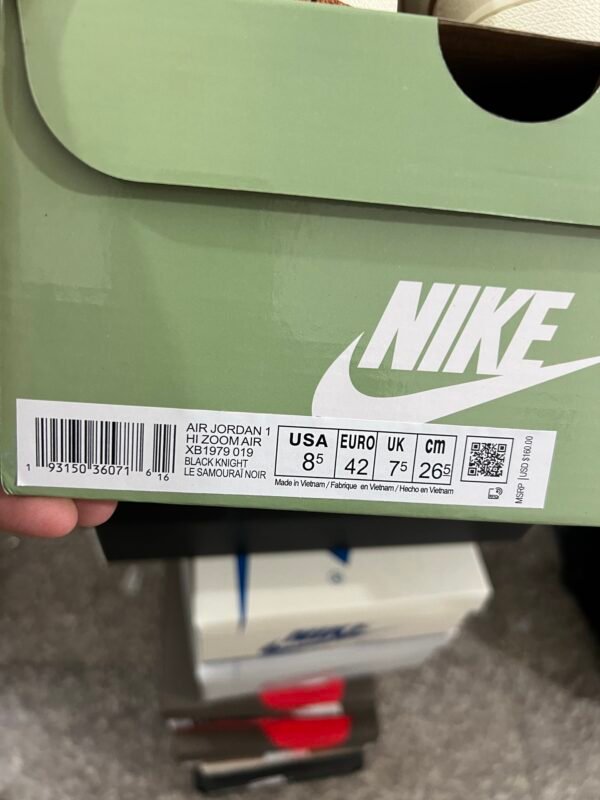 NIKE
AIR JORDAN 1
HI ZOOM AIR
XB1979 019
BLACK KNIGHT
LE SAMOURAÏ NOIR
1 93150 36071 6 16
USA EURO UK cm
8⁵ 42 7⁵ 26⁵
Made in Vietnam / Fabriqué en Vietnam / Hecho en Vietnam
MSRP | USD $160.00
NIKE